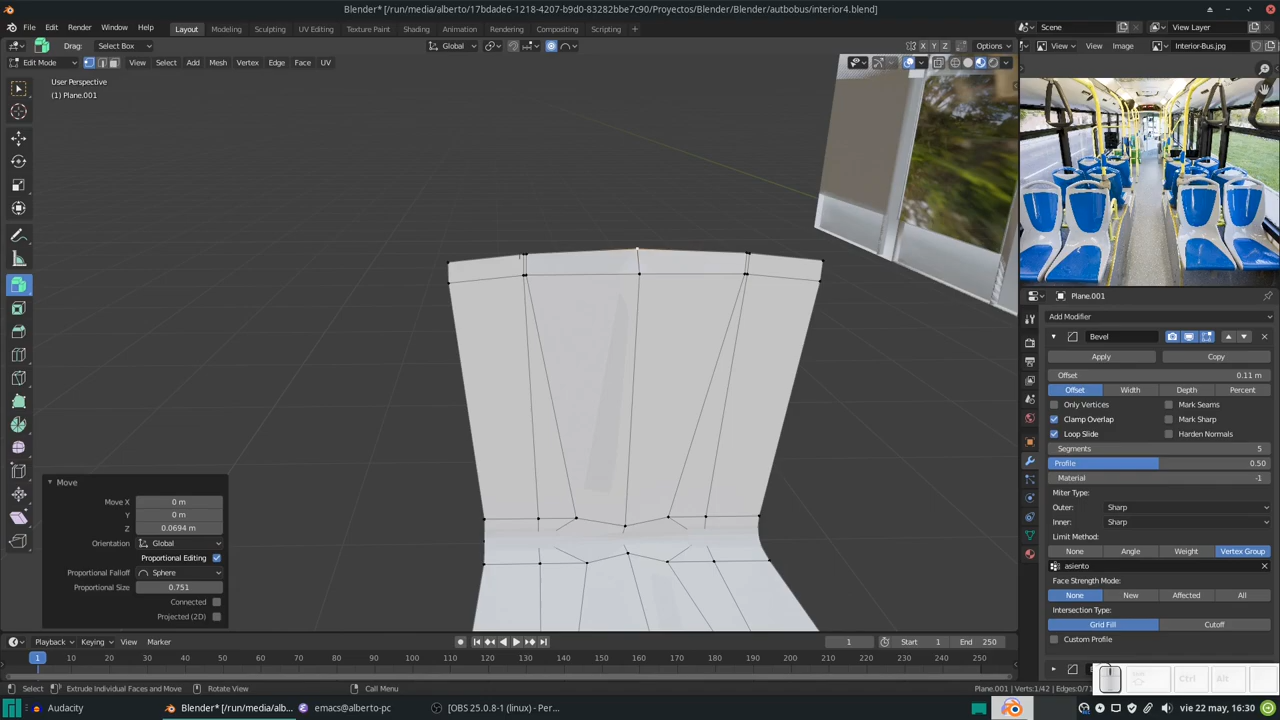 Blender* [/run/media/alberto/17bdade6-1218-4207-b9d0-83282bbe7c90/Proyectos/Blender/Blender/autbobus/interior4.blend]
File Edit Render Window Help Layout Modeling Sculpting UV Editing Texture Paint Shading Animation Rendering Compositing Scripting + Scene View Layer
Drag: Select Box Global X Y Z Options View View Image Interior-Bus.jpg
Edit Mode View Select Add Mesh Vertex Edge Face UV
User Perspective
(1) Plane.001
Plane.001
Add Modifier
Bevel
Apply Copy
Offset 0.11 m
Offset Width Depth Percent
Only Vertices Mark Seams
Clamp Overlap Mark Sharp
Loop Slide Harden Normals
Segments 5
Profile 0.50
Material -1
Miter Type:
Outer: Sharp
Inner: Sharp
Limit Method:
None Angle Weight Vertex Group
asiento
Face Strength Mode:
None New Affected All
Intersection Type:
Grid Fill Cutoff
Custom Profile
Move
Move X 0 m
Y 0 m
Z 0.0694 m
Orientation Global
Proportional Editing
Proportional Falloff Sphere
Proportional Size 0.751
Connected
Projected (2D)
Playback Keying View Marker 1 Start 1 End 250
1 10 20 30 40 50 60 70 80 90 100 110 120 130 140 150 160 170 180 190 200 210 220 230 240 250
Select Extrude Individual Faces and Move Rotate View Call Menu Plane.001 | Verts:1/42 | Edges:0/7
Ctrl Alt
Audacity Blender* [/run/media/alb... emacs@alberto-pc [OBS 25.0.8-1 (linux) - Per... vie 22 may, 16:30